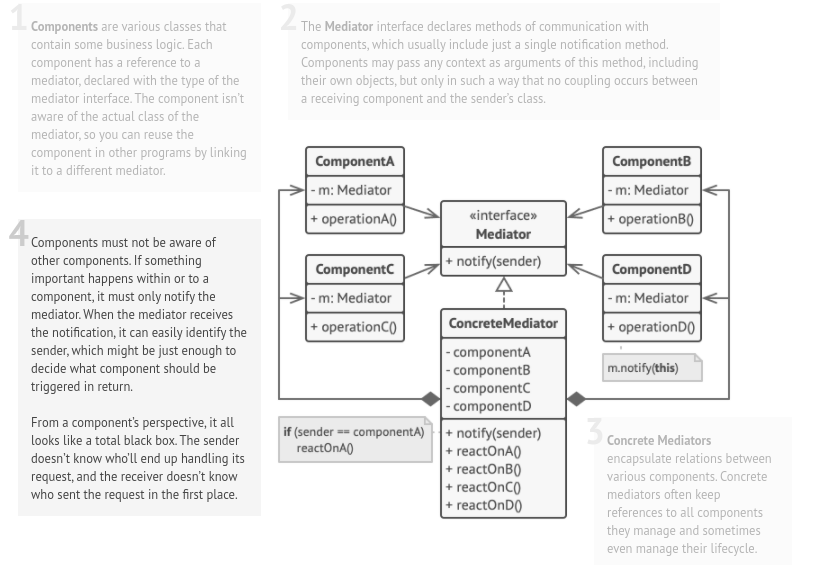 1
Components are various classes that
contain some business logic. Each
component has a reference to a
mediator, declared with the type of the
mediator interface. The component isn't
aware of the actual class of the
mediator, so you can reuse the
component in other programs by linking
it to a different mediator.
2
The Mediator interface declares methods of communication with
components, which usually include just a single notification method.
Components may pass any context as arguments of this method, including
their own objects, but only in such a way that no coupling occurs between
a receiving component and the sender's class.
ComponentA
- m: Mediator
+ operationA()
ComponentB
- m: Mediator
+ operationB()
«interface»
Mediator
+ notify(sender)
ComponentC
- m: Mediator
+ operationC()
ComponentD
- m: Mediator
+ operationD()
m.notify(this)
ConcreteMediator
- componentA
- componentB
- componentC
- componentD
+ notify(sender)
+ reactOnA()
+ reactOnB()
+ reactOnC()
+ reactOnD()
if (sender == componentA)
reactOnA()
3
Concrete Mediators
encapsulate relations between
various components. Concrete
mediators often keep
references to all components
they manage and sometimes
even manage their lifecycle.
4
Components must not be aware of
other components. If something
important happens within or to a
component, it must only notify the
mediator. When the mediator receives
the notification, it can easily identify the
sender, which might be just enough to
decide what component should be
triggered in return.
From a component's perspective, it all
looks like a total black box. The sender
doesn't know who'll end up handling its
request, and the receiver doesn't know
who sent the request in the first place.